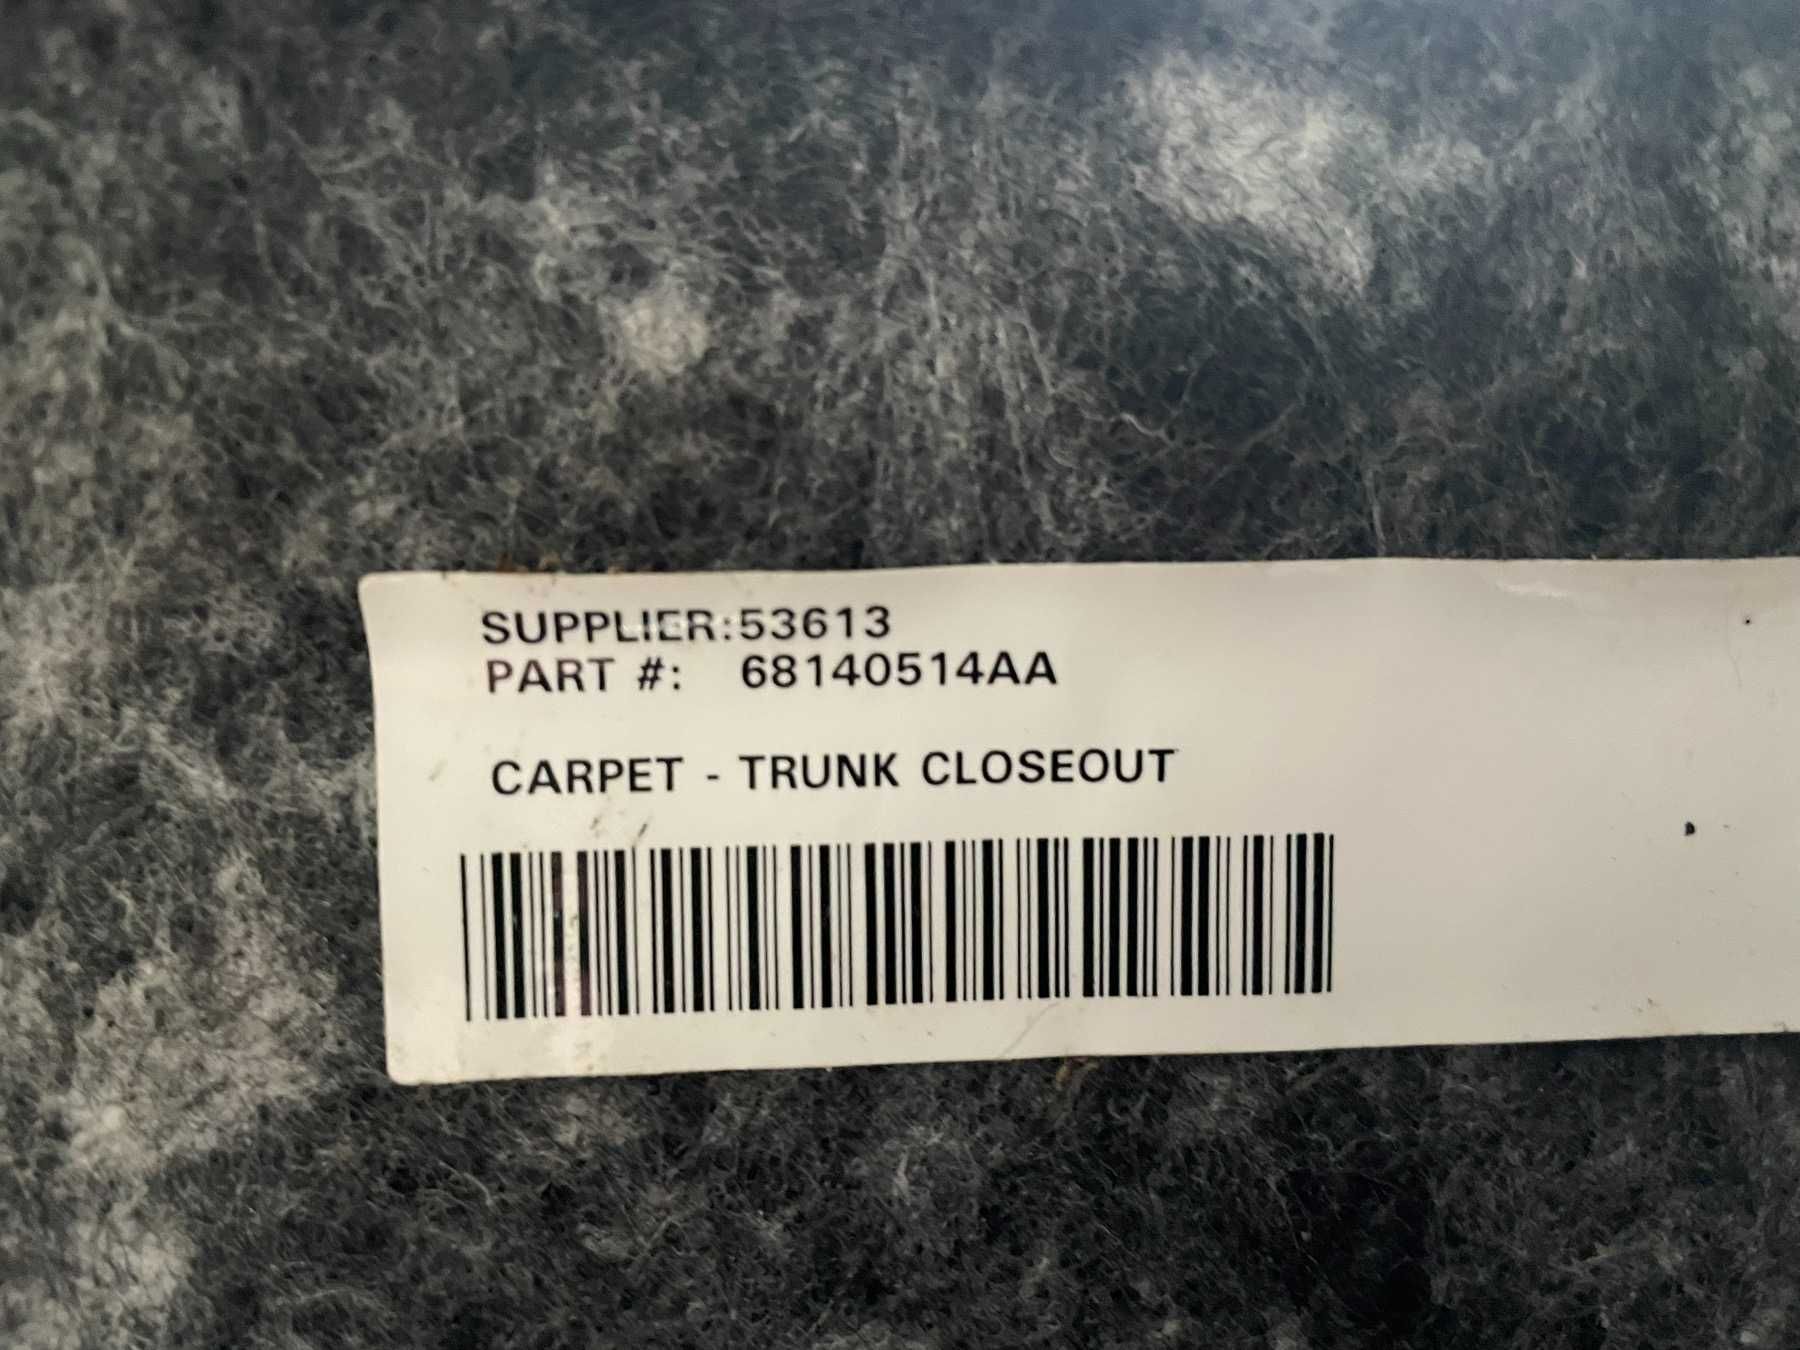 SUPPLIER:53613
PART #: 68140514AA
CARPET - TRUNK CLOSEOUT